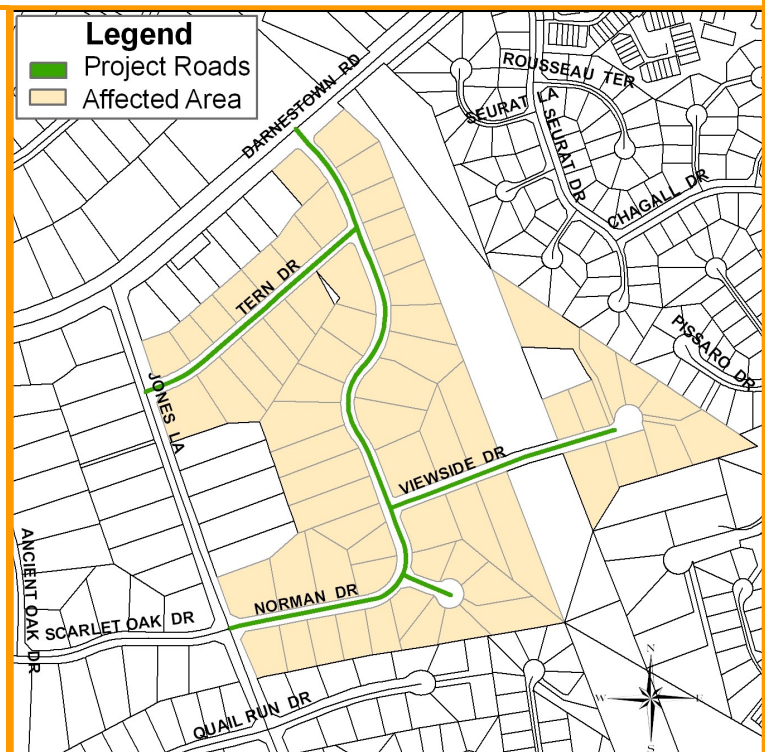 Legend
Project Roads
Affected Area
DARNESTOWN RD
ROUSSEAU TER
SEURAT LA
SEURAT DR
CHAGALL DR
TERN DR
PISSARO DR
JONES LA
VIEWSIDE DR
ANCIENT OAK DR
NORMAN DR
SCARLET OAK DR
QUAIL RUN DR
N
W
E
S